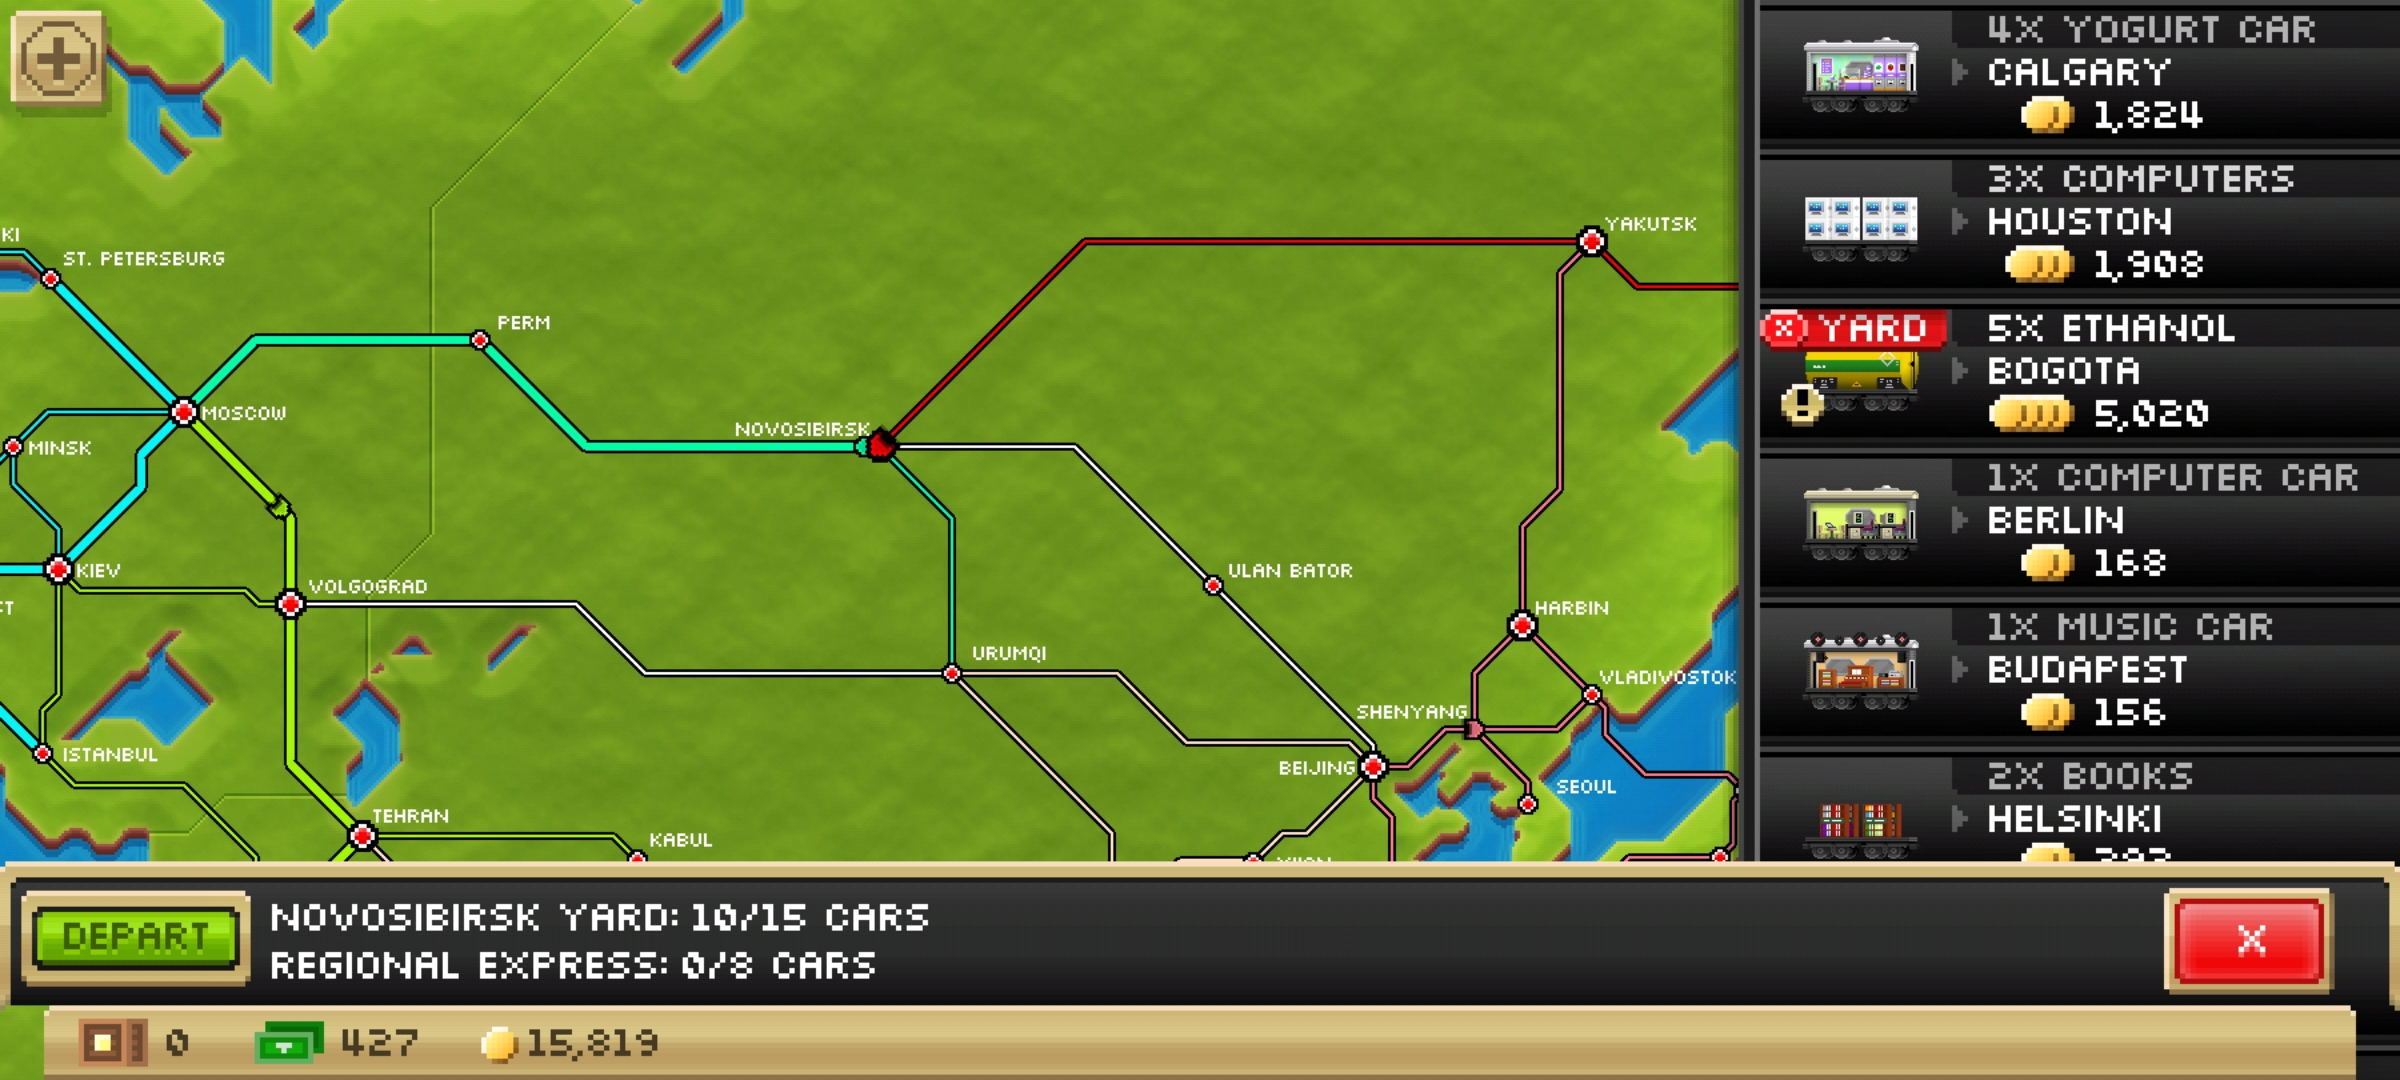 KI
ST. PETERSBURG
PERM
YAKUTSK
MOSCOW
NOVOSIBIRSK
MINSK
KIEV
VOLGOGRAD
ULAN BATOR
HARBIN
URUMQI
VLADIVOSTOK
SHENYANG
ISTANBUL
BEIJING
SEOUL
TEHRAN
KABUL
4X YOGURT CAR
CALGARY
1,824
3X COMPUTERS
HOUSTON
1,908
X YARD
5X ETHANOL
BOGOTA
5,020
1X COMPUTER CAR
BERLIN
168
1X MUSIC CAR
BUDAPEST
156
2X BOOKS
HELSINKI
DEPART
NOVOSIBIRSK YARD: 10/15 CARS
REGIONAL EXPRESS: 0/8 CARS
X
0
427
15,819